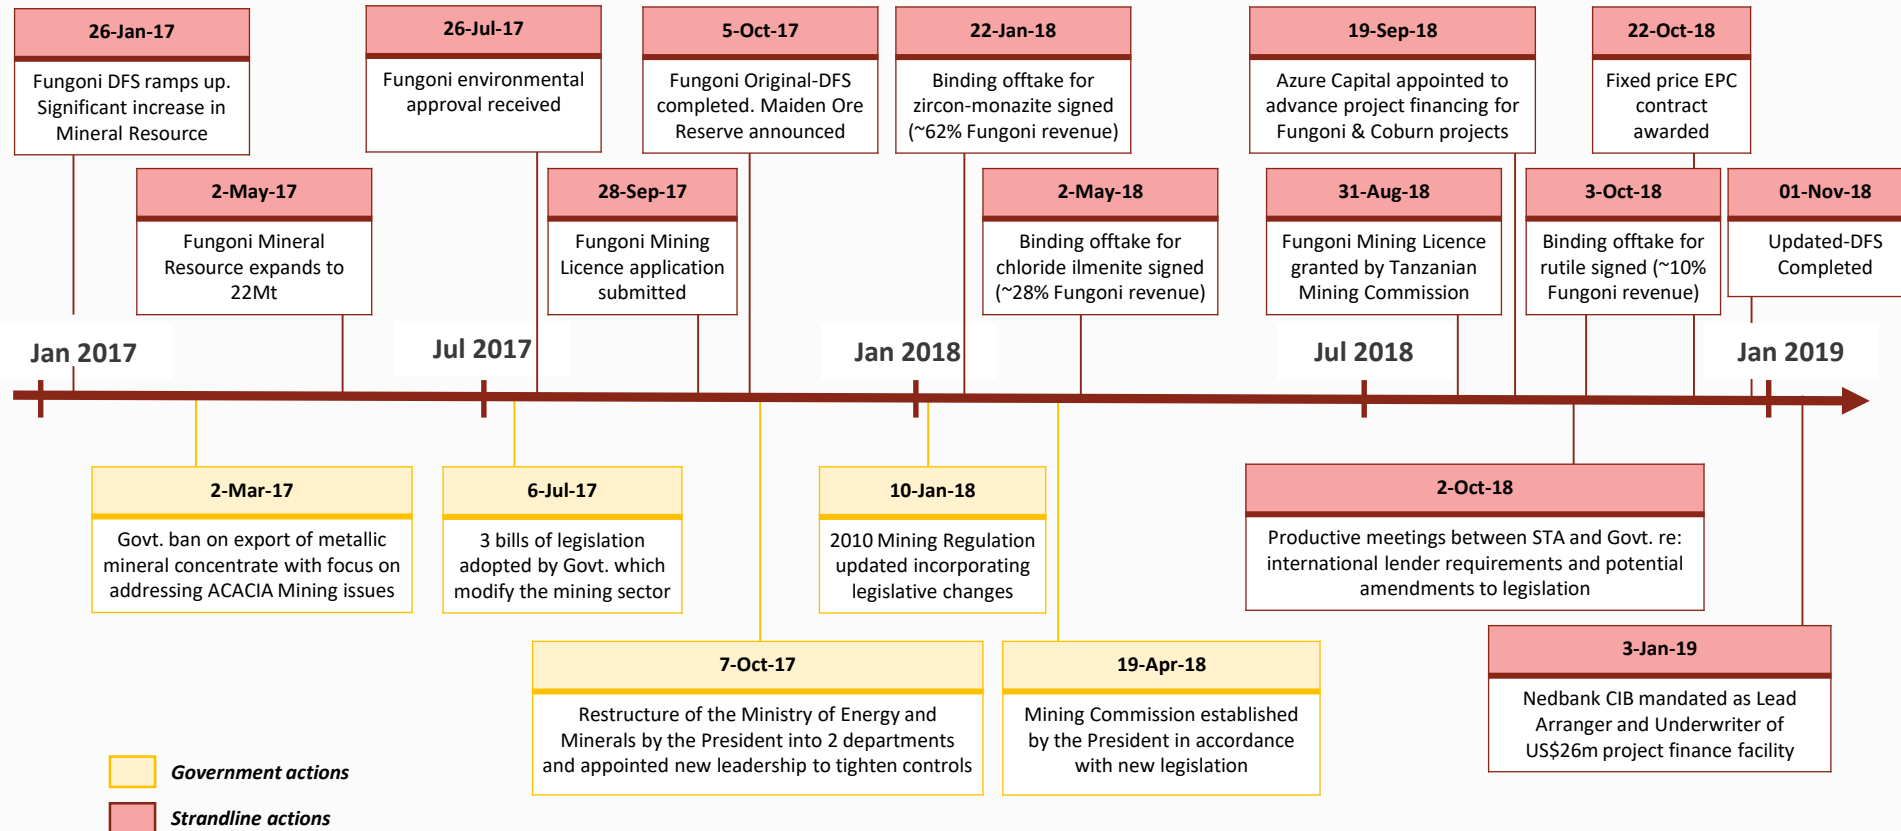 26-Jan-17
Fungoni DFS ramps up.
Significant increase in
Mineral Resource
26-Jul-17
Fungoni environmental
approval received
5-Oct-17
Fungoni Original-DFS
completed. Maiden Ore
Reserve announced
22-Jan-18
Binding offtake for
zircon-monazite signed
(~62% Fungoni revenue)
19-Sep-18
Azure Capital appointed to
advance project financing for
Fungoni & Coburn projects
22-Oct-18
Fixed price EPC
contract
awarded
2-May-17
Fungoni Mineral
Resource expands to
22Mt
28-Sep-17
Fungoni Mining
Licence application
submitted
2-May-18
Binding offtake for
chloride ilmenite signed
(~28% Fungoni revenue)
31-Aug-18
Fungoni Mining Licence
granted by Tanzanian
Mining Commission
3-Oct-18
Binding offtake for
rutile signed (~10%
Fungoni revenue)
01-Nov-18
Updated-DFS
Completed
Jan 2017
Jul 2017
Jan 2018
Jul 2018
Jan 2019
2-Mar-17
Govt. ban on export of metallic
mineral concentrate with focus on
addressing ACACIA Mining issues
6-Jul-17
3 bills of legislation
adopted by Govt. which
modify the mining sector
10-Jan-18
2010 Mining Regulation
updated incorporating
legislative changes
2-Oct-18
Productive meetings between STA and Govt. re:
international lender requirements and potential
amendments to legislation
7-Oct-17
Restructure of the Ministry of Energy and
Minerals by the President into 2 departments
and appointed new leadership to tighten controls
19-Apr-18
Mining Commission established
by the President in accordance
with new legislation
3-Jan-19
Nedbank CIB mandated as Lead
Arranger and Underwriter of
US$26m project finance facility
Government actions
Strandline actions